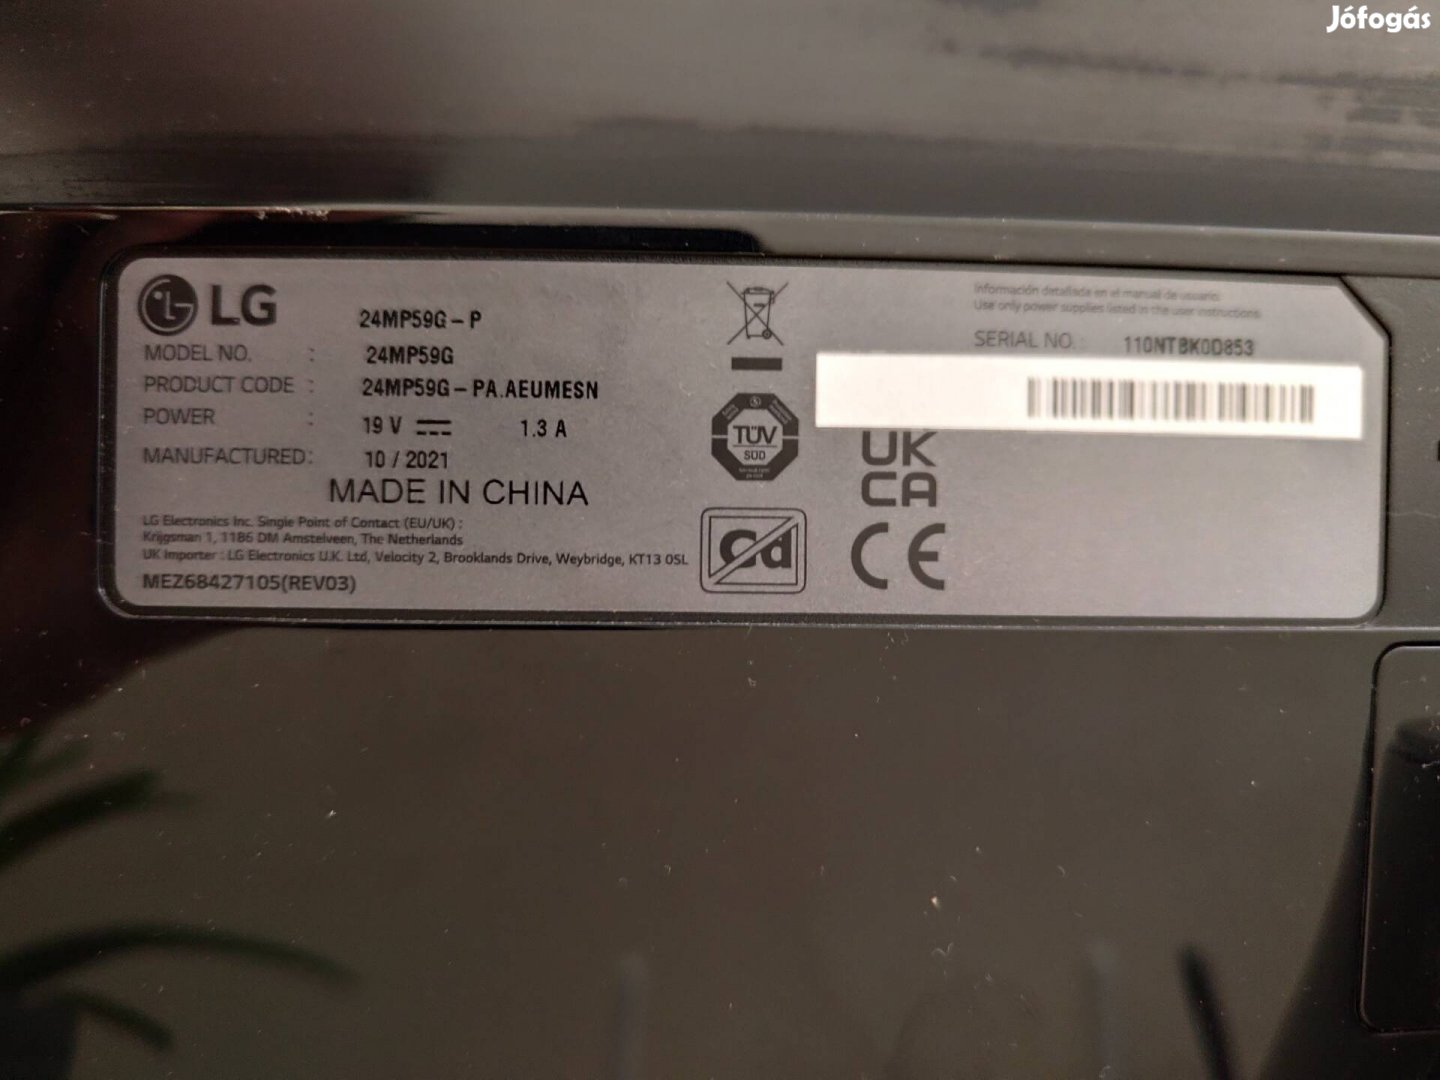 Jófogás
LG
24MP59G-P
MODEL NO. : 24MP59G
PRODUCT CODE : 24MP59G-PA.AEUMESN
POWER : 19 V 1.3 A
MANUFACTURED: 10 / 2021
MADE IN CHINA
LG Electronics Inc. Single Point of Contact (EU/UK) :
Krijgsman 1, 1186 DM Amstelveen, The Netherlands
UK Importer : LG Electronics U.K. Ltd, Velocity 2, Brooklands Drive, Weybridge, KT13 0SL
MEZ68427105(REV03)
TÜV
SÜD
Cd
Información detallada en el manual de usuario.
Use only power supplies listed in the user instructions.
SERIAL NO. : 110NTBK0D853
UK
CA
CE